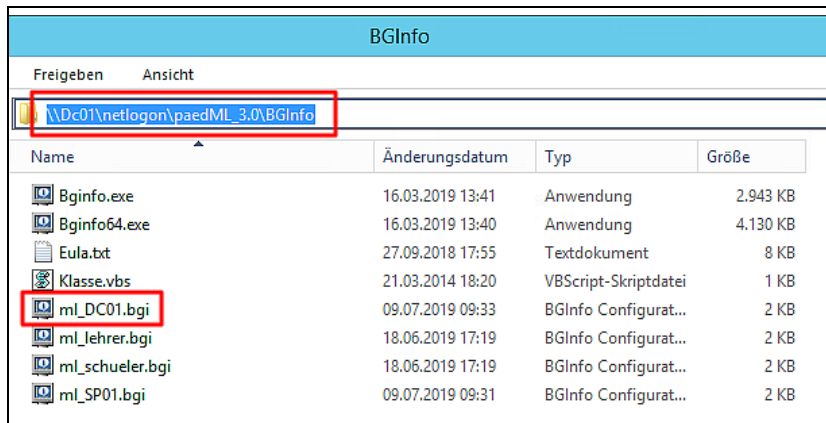 BGInfo
Freigeben Ansicht
\\Dc01\netlogon\paedML_3.0\BGInfo
Name Änderungsdatum Typ Größe
Bginfo.exe 16.03.2019 13:41 Anwendung 2.943 KB
Bginfo64.exe 16.03.2019 13:40 Anwendung 4.130 KB
Eula.txt 27.09.2018 17:55 Textdokument 8 KB
Klasse.vbs 21.03.2014 18:20 VBScript-Skriptdatei 1 KB
ml_DC01.bgi 09.07.2019 09:33 BGInfo Configurat... 2 KB
ml_lehrer.bgi 18.06.2019 17:19 BGInfo Configurat... 2 KB
ml_schueler.bgi 18.06.2019 17:19 BGInfo Configurat... 2 KB
ml_SP01.bgi 09.07.2019 09:31 BGInfo Configurat... 2 KB